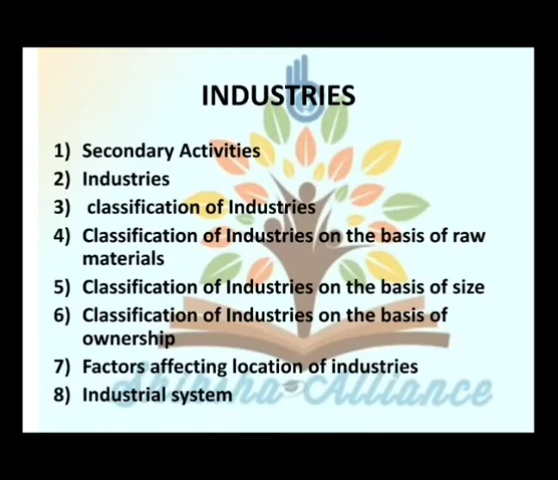 INDUSTRIES
1) Secondary Activities
2) Industries
3) classification of Industries
4) Classification of Industries on the basis of raw
materials
5) Classification of Industries on the basis of size
6) Classification of Industries on the basis of
ownership
7) Factors affecting location of industries
8) Industrial system
Shiksha Alliance